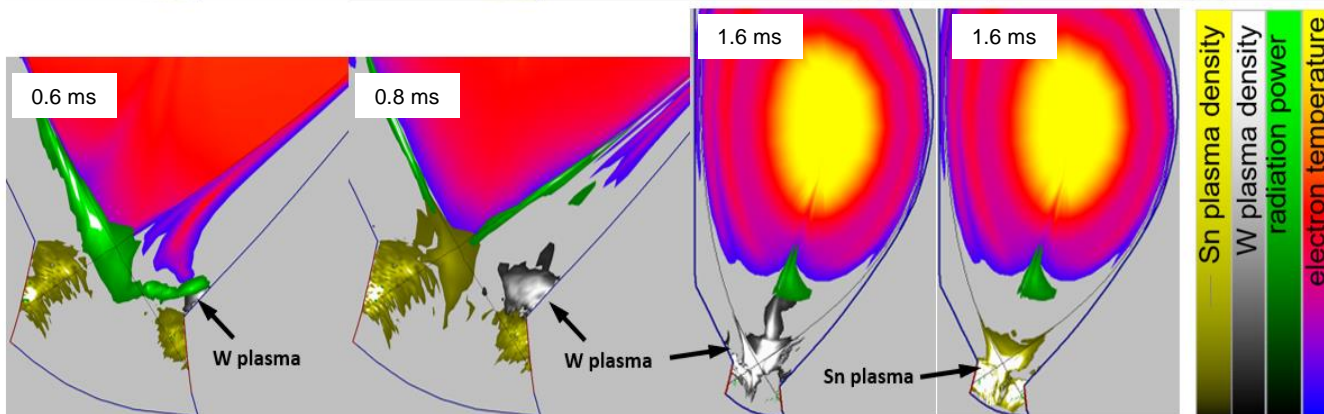 0.6 ms
0.8 ms
1.6 ms
1.6 ms
W plasma
W plasma
Sn plasma
Sn plasma density
W plasma density
radiation power
electron temperature